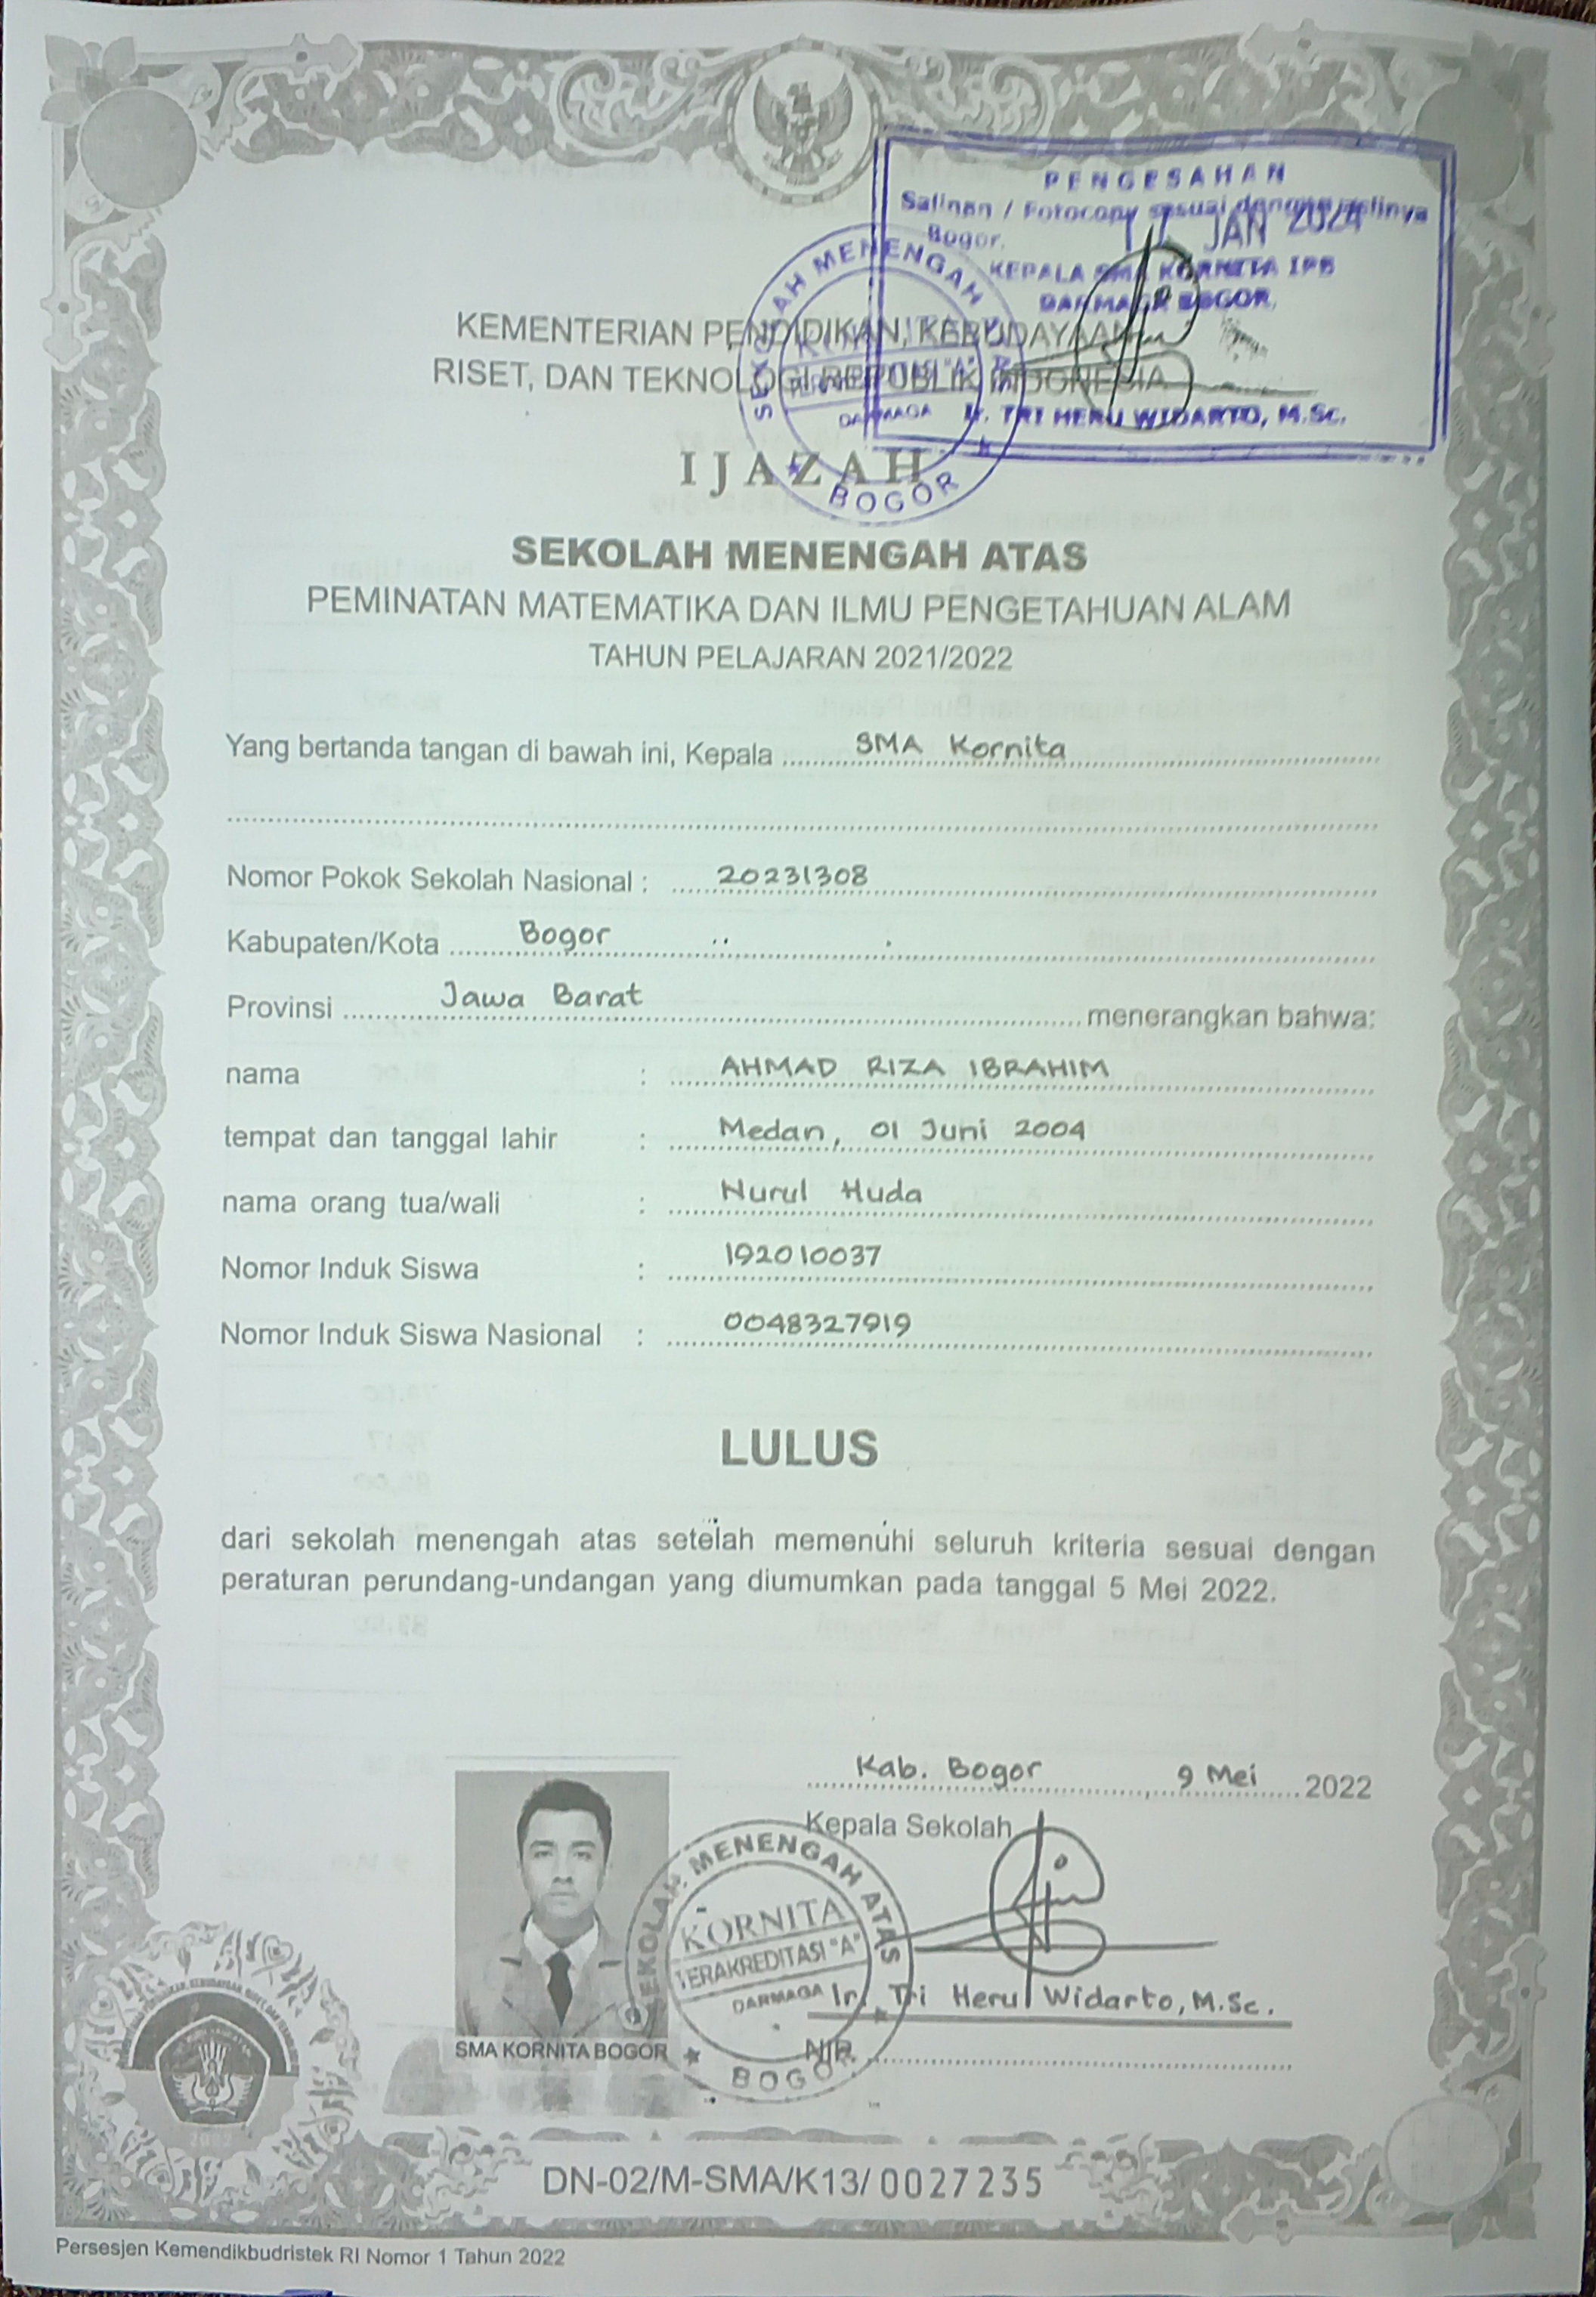 PENGESAHAN
Salinan / Fotocopy sesuai dengan aslinya
Bogor, JAN 2024
KEPALA SMA KORNITA IPB
DARMAGA BOGOR,
Ir. TRI HERU WIDARTO, M.Sc.
SEKOLAH MENENGAH
DARMAGA
BOGOR
KEMENTERIAN PENDIDIKAN, KEBUDAYAAN,
RISET, DAN TEKNOLOGI REPUBLIK INDONESIA
IJAZAH
SEKOLAH MENENGAH ATAS
PEMINATAN MATEMATIKA DAN ILMU PENGETAHUAN ALAM
TAHUN PELAJARAN 2021/2022
Yang bertanda tangan di bawah ini, Kepala SMA Kornita
Nomor Pokok Sekolah Nasional : 20231308
Kabupaten/Kota Bogor
Provinsi Jawa Barat menerangkan bahwa:
nama : AHMAD RIZA IBRAHIM
tempat dan tanggal lahir : Medan, 01 Juni 2004
nama orang tua/wali : Nurul Huda
Nomor Induk Siswa : 192010037
Nomor Induk Siswa Nasional : 0048327919
LULUS
dari sekolah menengah atas setelah memenuhi seluruh kriteria sesuai dengan
peraturan perundang-undangan yang diumumkan pada tanggal 5 Mei 2022.
Kab. Bogor, 9 Mei 2022
Kepala Sekolah
SEKOLAH MENENGAH ATAS
KORNITA
TERAKREDITASI "A"
DARMAGA
BOGOR
Ir. Tri Heru Widarto, M.Sc.
NIP.
SMA KORNITA BOGOR
DN-02/M-SMA/K13/ 0027235
Persesjen Kemendikbudristek RI Nomor 1 Tahun 2022